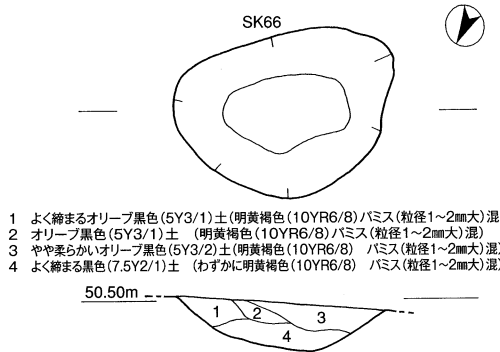 SK66
1 よく締まるオリーブ黒色(5Y3/1)土(明黄褐色(10YR6/8)パミス(粒径1~2㎜大)混
2 オリーブ黒色(5Y3/1)土 (明黄褐色(10YR6/8)パミス(粒径1~2㎜大)混)
3 やや柔らかいオリーブ黒色(5Y3/2)土(明黄褐色(10YR6/8) パミス(粒径1~2㎜大)混
4 よく締まる黒色(7.5Y2/1)土 (わずかに明黄褐色(10YR6/8) パミス(粒径1~2㎜大)混
50.50m
1 2 3
4